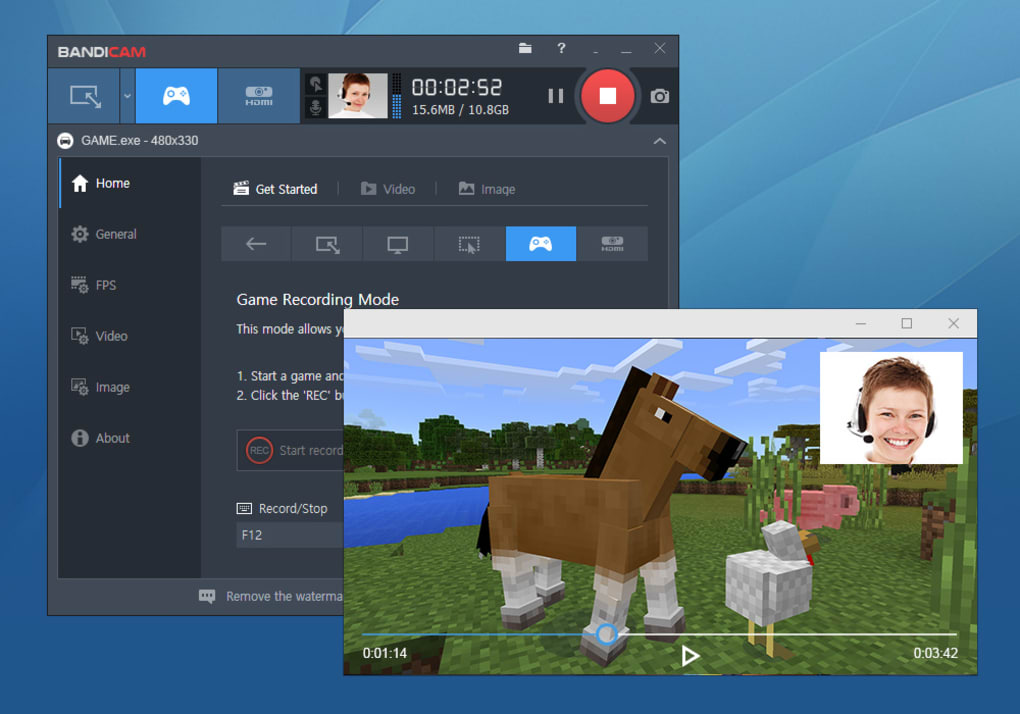 BANDICAM
?
HDMI
00:02:52
15.6MB / 10.8GB
GAME.exe - 480x330
Home
Get Started
Video
Image
General
HDMI
FPS
Game Recording Mode
This mode allows
Video
1. Start a game and
2. Click the 'REC'
Image
REC
Start record
About
Record/Stop
F12
Remove the waterma
0:01:14
0:03:42